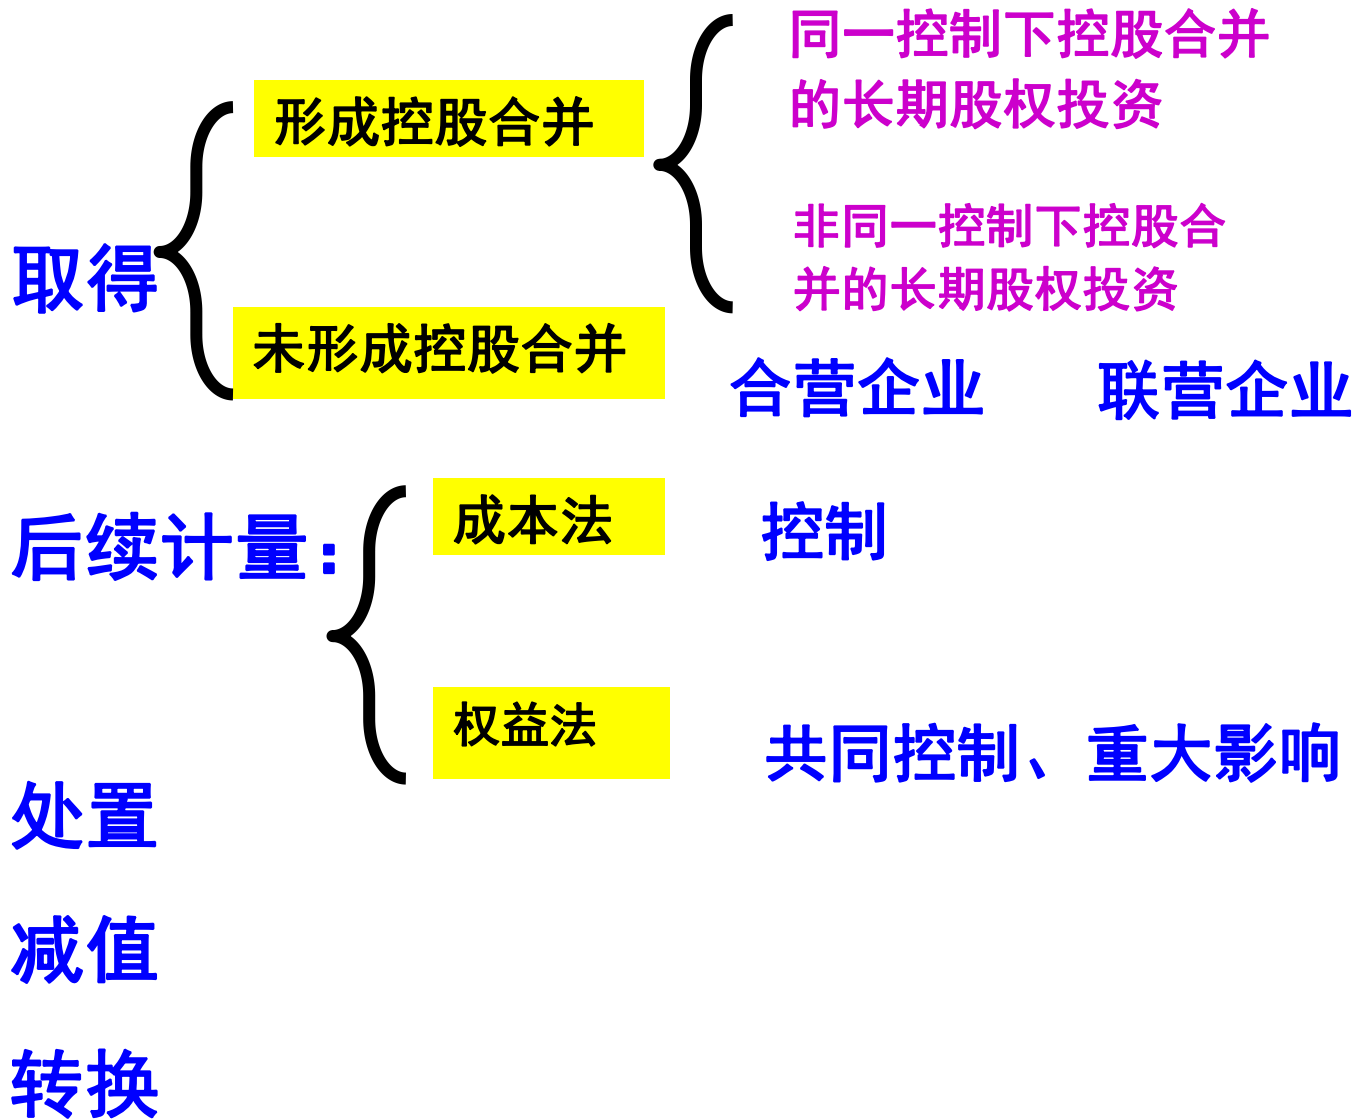 同一控制下控股合并
的长期股权投资
形成控股合并
非同一控制下控股合
并的长期股权投资
取得
未形成控股合并
合营企业 联营企业
后续计量：
成本法 控制
权益法 共同控制、重大影响
处置
减值
转换